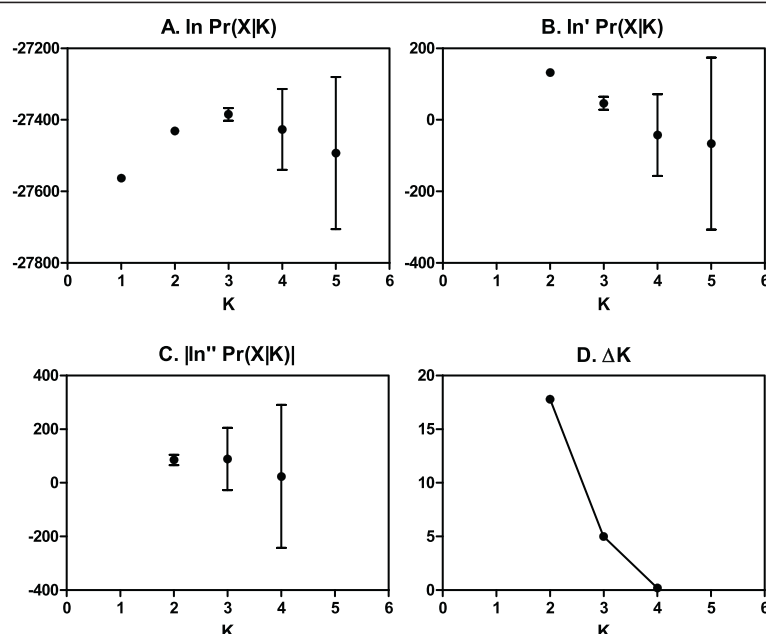 A. ln Pr(X|K)
-27200
-27400
-27600
-27800
0 1 2 3 4 5 6
K
B. ln' Pr(X|K)
200
0
-200
-400
0 1 2 3 4 5 6
K
C. |ln'' Pr(X|K)|
400
200
0
-200
-400
0 1 2 3 4 5 6
K
D. ΔK
20
15
10
5
0
0 1 2 3 4 5 6
K